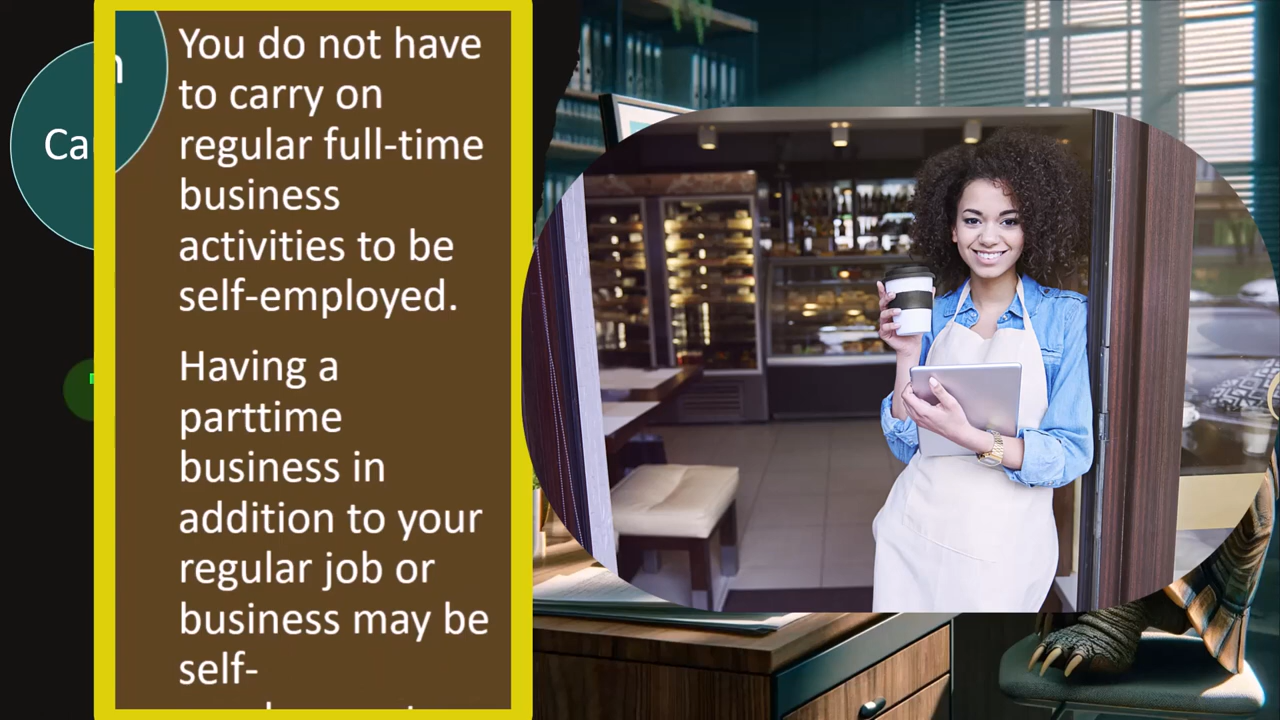 You do not have
to carry on
regular full-time
business
activities to be
self-employed.
Having a
parttime
business in
addition to your
regular job or
business may be
self-
Ca